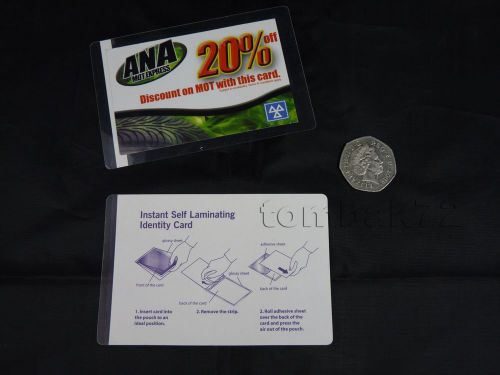 ANA
MOT EXPRESS
20% off
Discount on MOT with this card.
tombak22
Instant Self Laminating
Identity Card
glossy sheet
front of the card
back of the card
glossy sheet
adhesive sheet
back of the card
1. Insert card into
the pouch to an
ideal position.
2. Remove the strip.
2. Roll adhesive sheet
over the back of the
card and press the
air out of the pouch.